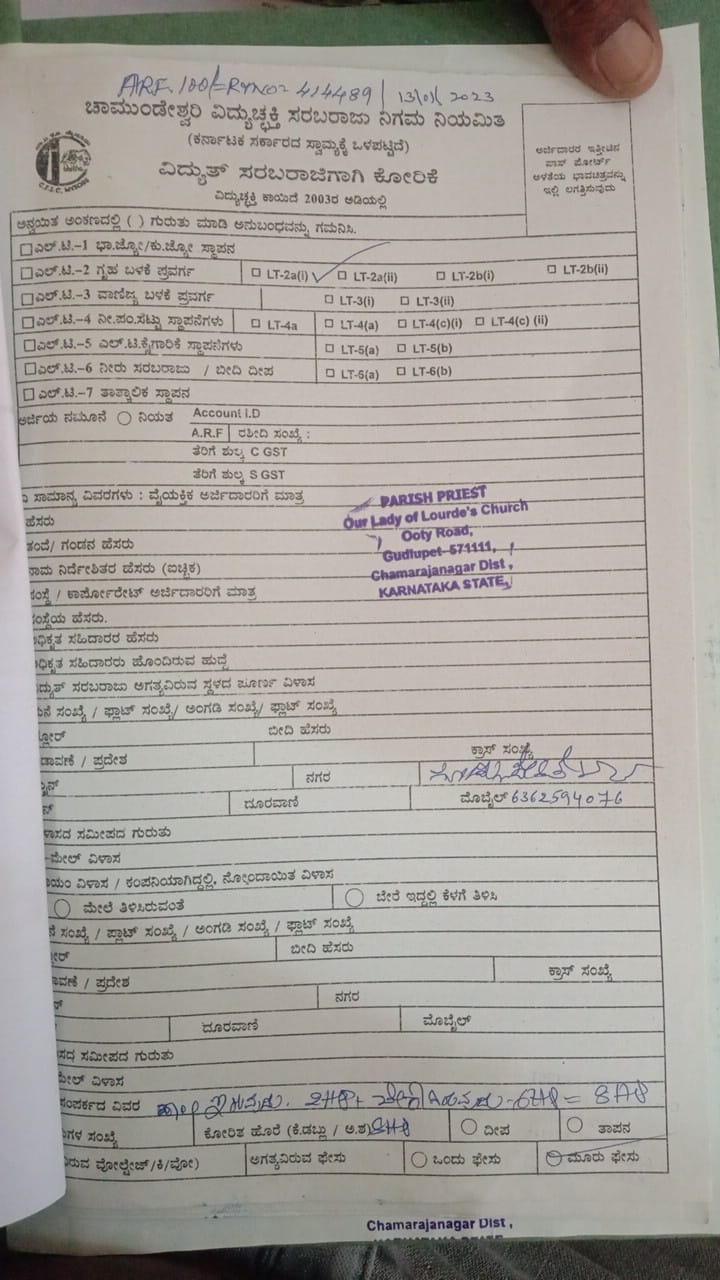 ARF. 100/= R No= 414489 / 13/01/2023
ಚಾಮುಂಡೇಶ್ವರಿ ವಿದ್ಯುಚ್ಛಕ್ತಿ ಸರಬರಾಜು ನಿಗಮ ನಿಯಮಿತ
(ಕರ್ನಾಟಕ ಸರ್ಕಾರದ ಸ್ವಾಮ್ಯಕ್ಕೆ ಒಳಪಟ್ಟಿದೆ)
C.E.S.C. MYSORE
ವಿದ್ಯುತ್ ಸರಬರಾಜಿಗಾಗಿ ಕೋರಿಕೆ
ವಿದ್ಯುಚ್ಛಕ್ತಿ ಕಾಯಿದೆ 2003ರ ಅಡಿಯಲ್ಲಿ
ಅರ್ಜಿದಾರರ ಇತ್ತೀಚಿನ
ಪಾಸ್ ಪೋರ್ಟ್
ಅಳತೆಯ ಭಾವಚಿತ್ರವನ್ನು
ಇಲ್ಲಿ ಲಗತ್ತಿಸುವುದು
ಅನ್ವಯಿತ ಅಂಕಣದಲ್ಲಿ ( ) ಗುರುತು ಮಾಡಿ ಅನುಬಂಧವನ್ನು ಗಮನಿಸಿ.
ಎಲ್.ಟಿ.-1 ಭಾ.ಜ್ಯೋ/ಕು.ಜ್ಯೋ ಸ್ಥಾಪನ
ಎಲ್.ಟಿ.-2 ಗೃಹ ಬಳಕೆ ಪ್ರವರ್ಗ LT-2a(i) LT-2a(ii) LT-2b(i) LT-2b(ii)
ಎಲ್.ಟಿ.-3 ವಾಣಿಜ್ಯ ಬಳಕೆ ಪ್ರವರ್ಗ LT-3(i) LT-3(ii)
ಎಲ್.ಟಿ.-4 ನೀ.ಪಂ.ಸೆಟ್ಟು ಸ್ಥಾಪನೆಗಳು LT-4a LT-4(a) LT-4(c)(i) LT-4(c) (ii)
ಎಲ್.ಟಿ.-5 ಎಲ್.ಟಿ.ಕೈಗಾರಿಕೆ ಸ್ಥಾಪನೆಗಳು LT-5(a) LT-5(b)
ಎಲ್.ಟಿ.-6 ನೀರು ಸರಬರಾಜು / ಬೀದಿ ದೀಪ LT-6(a) LT-6(b)
ಎಲ್.ಟಿ.-7 ತಾತ್ಕಾಲಿಕ ಸ್ಥಾಪನ
ಅರ್ಜಿಯ ನಮೂನೆ ನಿಯತ Account I.D
A.R.F ರಶೀದಿ ಸಂಖ್ಯೆ :
ತೆರಿಗೆ ಶುಲ್ಕ C GST
ತೆರಿಗೆ ಶುಲ್ಕ S GST
ಸಾಮಾನ್ಯ ವಿವರಗಳು : ವೈಯಕ್ತಿಕ ಅರ್ಜಿದಾರರಿಗೆ ಮಾತ್ರ
PARISH PRIEST
Our Lady of Lourde's Church
Ooty Road,
Gudlupet-571111,
Chamarajanagar Dist,
KARNATAKA STATE,
ಹೆಸರು
ತಂದೆ/ ಗಂಡನ ಹೆಸರು
ನಾಮ ನಿರ್ದೇಶಿತರ ಹೆಸರು (ಐಚ್ಛಿಕ)
ಸಂಸ್ಥೆ / ಕಾರ್ಪೋರೇಟ್ ಅರ್ಜಿದಾರರಿಗೆ ಮಾತ್ರ
ಸಂಸ್ಥೆಯ ಹೆಸರು.
ಧಿಕೃತ ಸಹಿದಾರರ ಹೆಸರು
ಧಿಕೃತ ಸಹಿದಾರರು ಹೊಂದಿರುವ ಹುದ್ದೆ
ದ್ಯುತ್ ಸರಬರಾಜು ಅಗತ್ಯವಿರುವ ಸ್ಥಳದ ಪೂರ್ಣ ವಿಳಾಸ
ನೆ ಸಂಖ್ಯೆ / ಪ್ಲಾಟ್ ಸಂಖ್ಯೆ/ ಅಂಗಡಿ ಸಂಖ್ಯೆ/ ಫ್ಲಾಟ್ ಸಂಖ್ಯೆ
ಲೋರ್ ಬೀದಿ ಹೆಸರು
ಡಾವಣೆ / ಪ್ರದೇಶ ಕ್ರಾಸ್ ಸಂಖ್ಯೆ
ನಗರ
ದೂರವಾಣಿ ಮೊಬೈಲ್ 6362594076
ಳಾಸದ ಸಮೀಪದ ಗುರುತು
-ಮೇಲ್ ವಿಳಾಸ
ಾಯಂ ವಿಳಾಸ / ಕಂಪನಿಯಾಗಿದ್ದಲ್ಲಿ, ನೋಂದಾಯಿತ ವಿಳಾಸ
ಮೇಲೆ ತಿಳಿಸಿರುವಂತೆ ಬೇರೆ ಇದ್ದಲ್ಲಿ ಕೆಳಗೆ ತಿಳಿಸಿ
ನೆ ಸಂಖ್ಯೆ / ಪ್ಲಾಟ್ ಸಂಖ್ಯೆ / ಅಂಗಡಿ ಸಂಖ್ಯೆ / ಫ್ಲಾಟ್ ಸಂಖ್ಯೆ
ಬೀದಿ ಹೆಸರು
ಾವಣೆ / ಪ್ರದೇಶ ಕ್ರಾಸ್ ಸಂಖ್ಯೆ
ನಗರ
ದೂರವಾಣಿ ಮೊಬೈಲ್
ಸದ ಸಮೀಪದ ಗುರುತು
ಮೇಲ್ ವಿಳಾಸ
ಸಂಪರ್ಕದ ವಿವರ
ಗಳ ಸಂಖ್ಯೆ ಕೋರಿತ ಹೊರೆ (ಕೆ.ಡಬ್ಲು / ಅ.ಶ) ದೀಪ ತಾಪನ
ರುವ ವೋಲ್ಟೇಜ್/ಕಿ/ವೋ) ಅಗತ್ಯವಿರುವ ಫೇಸು ಒಂದು ಫೇಸು ಮೂರು ಫೇಸು
Chamarajanagar Dist,